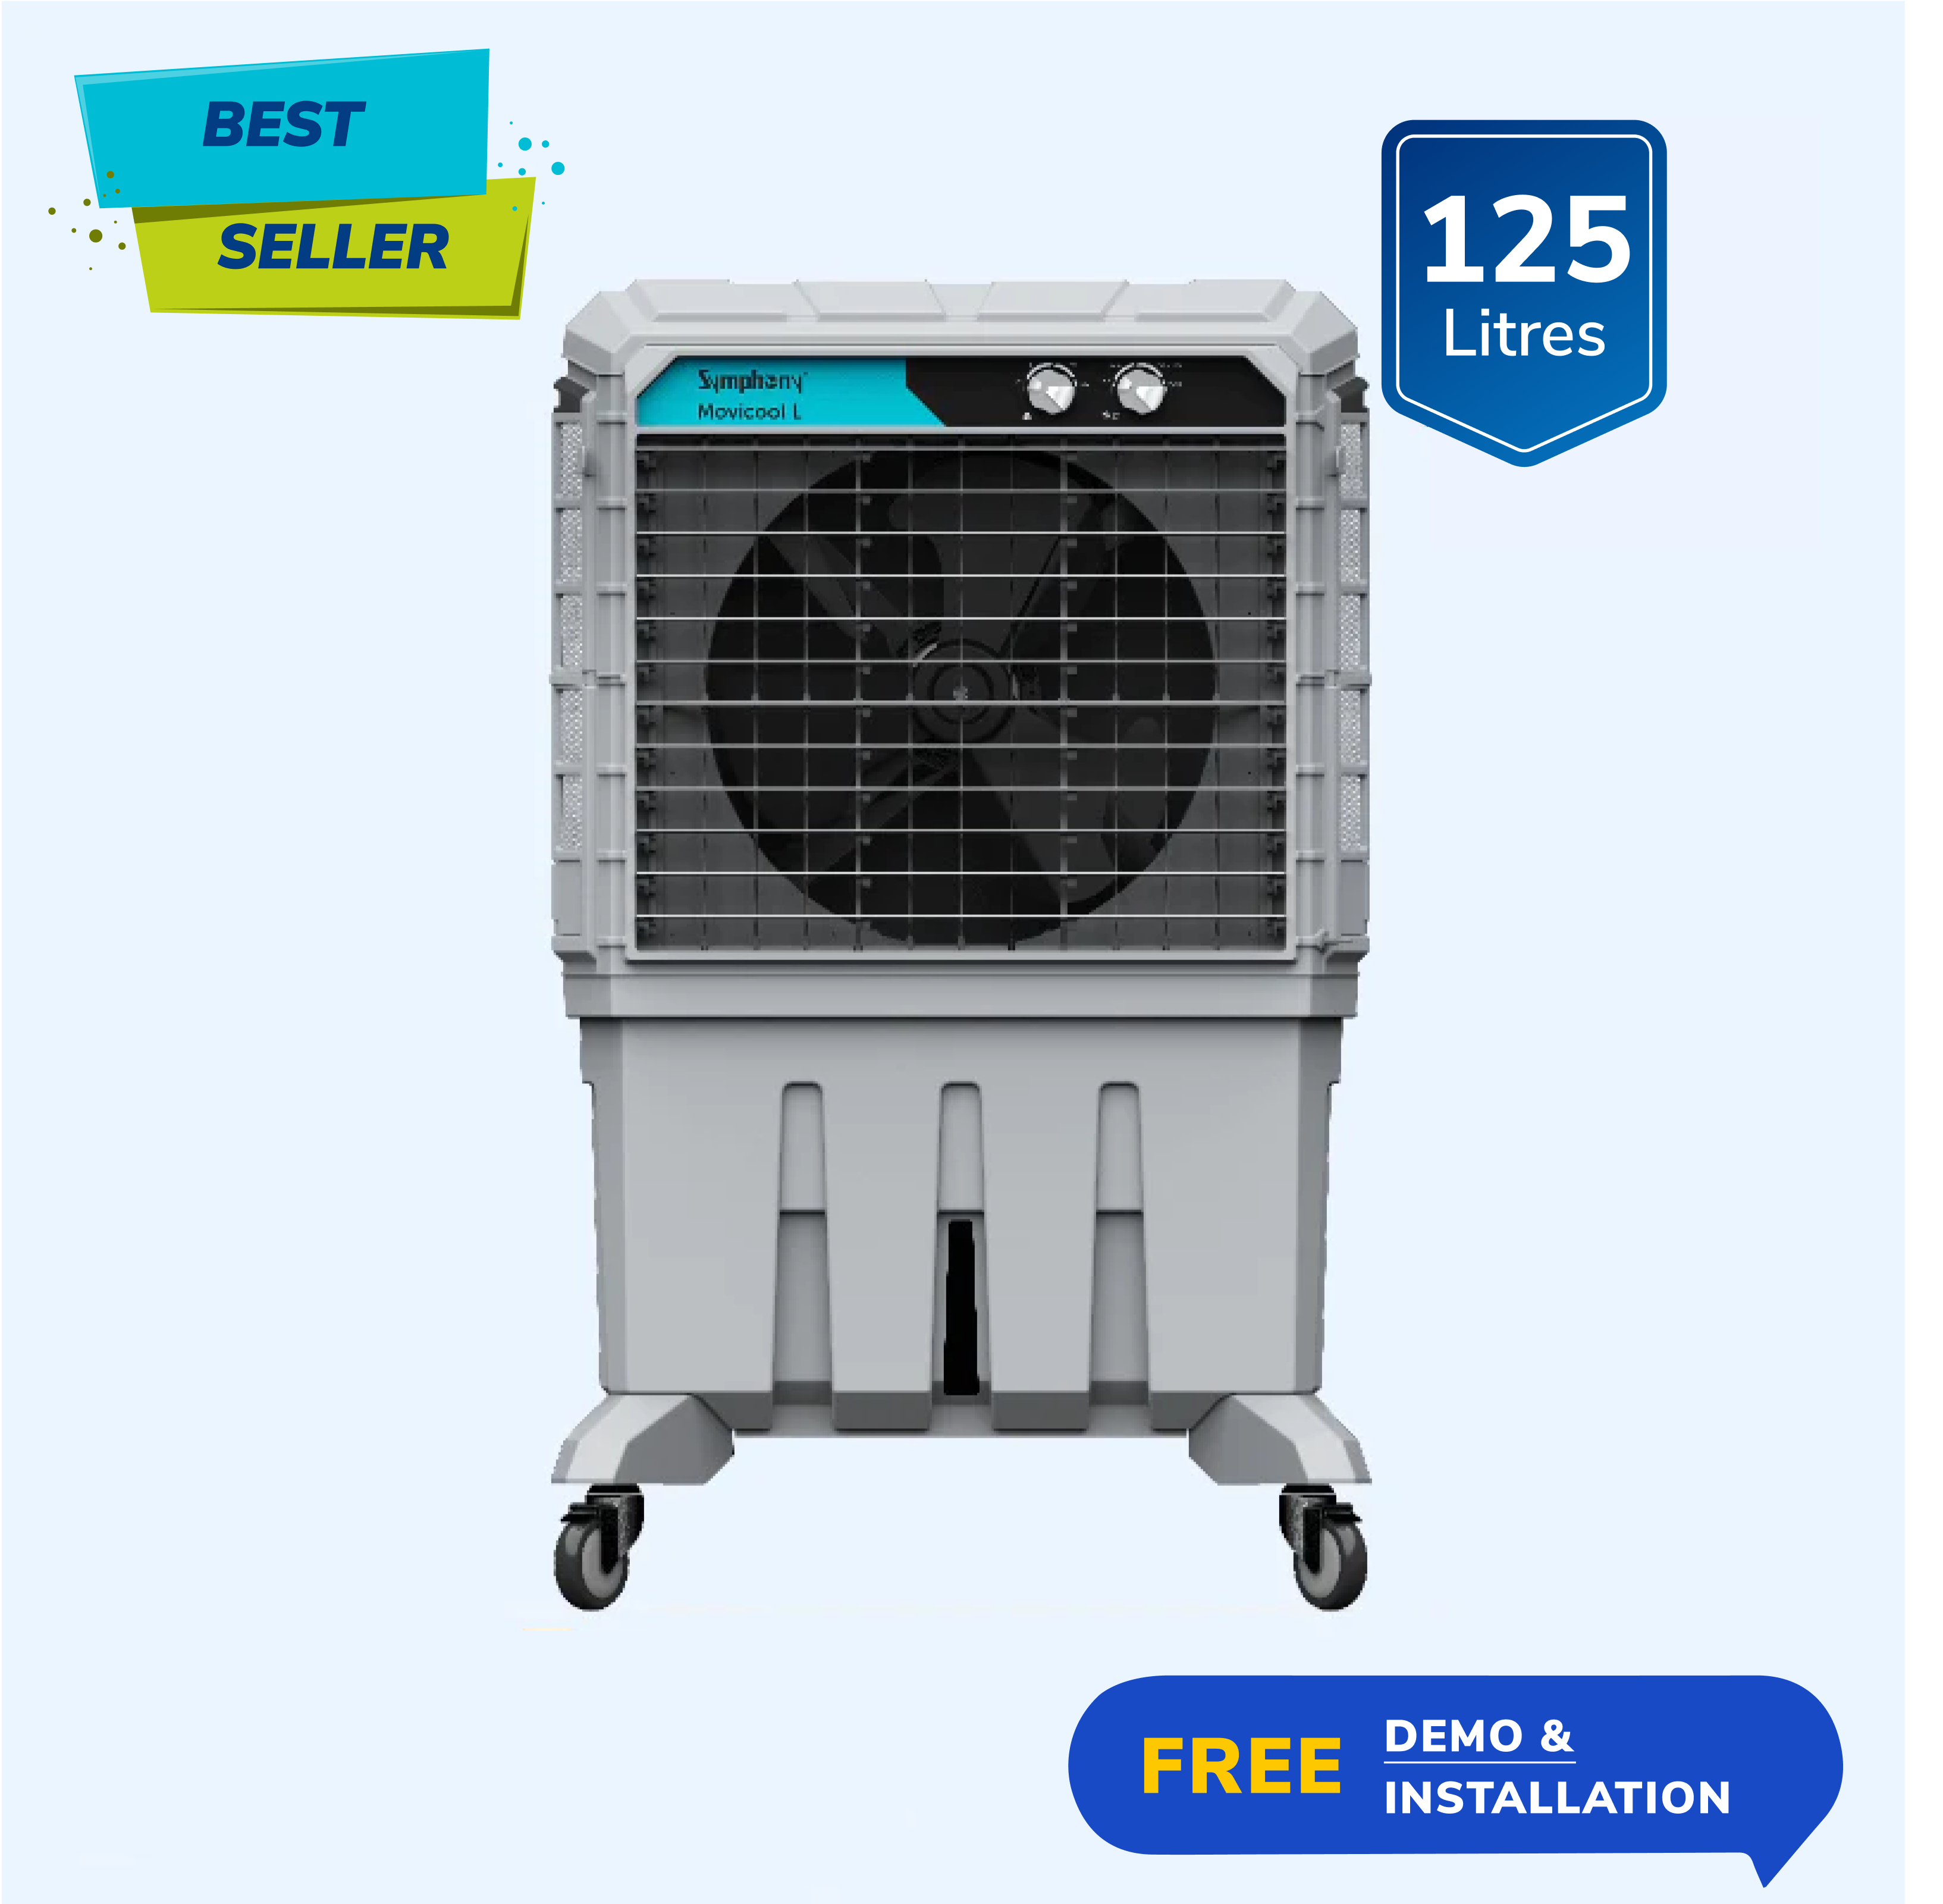 BEST
SELLER
125
Litres
Symphony
Movicool L
FREE
DEMO &
INSTALLATION